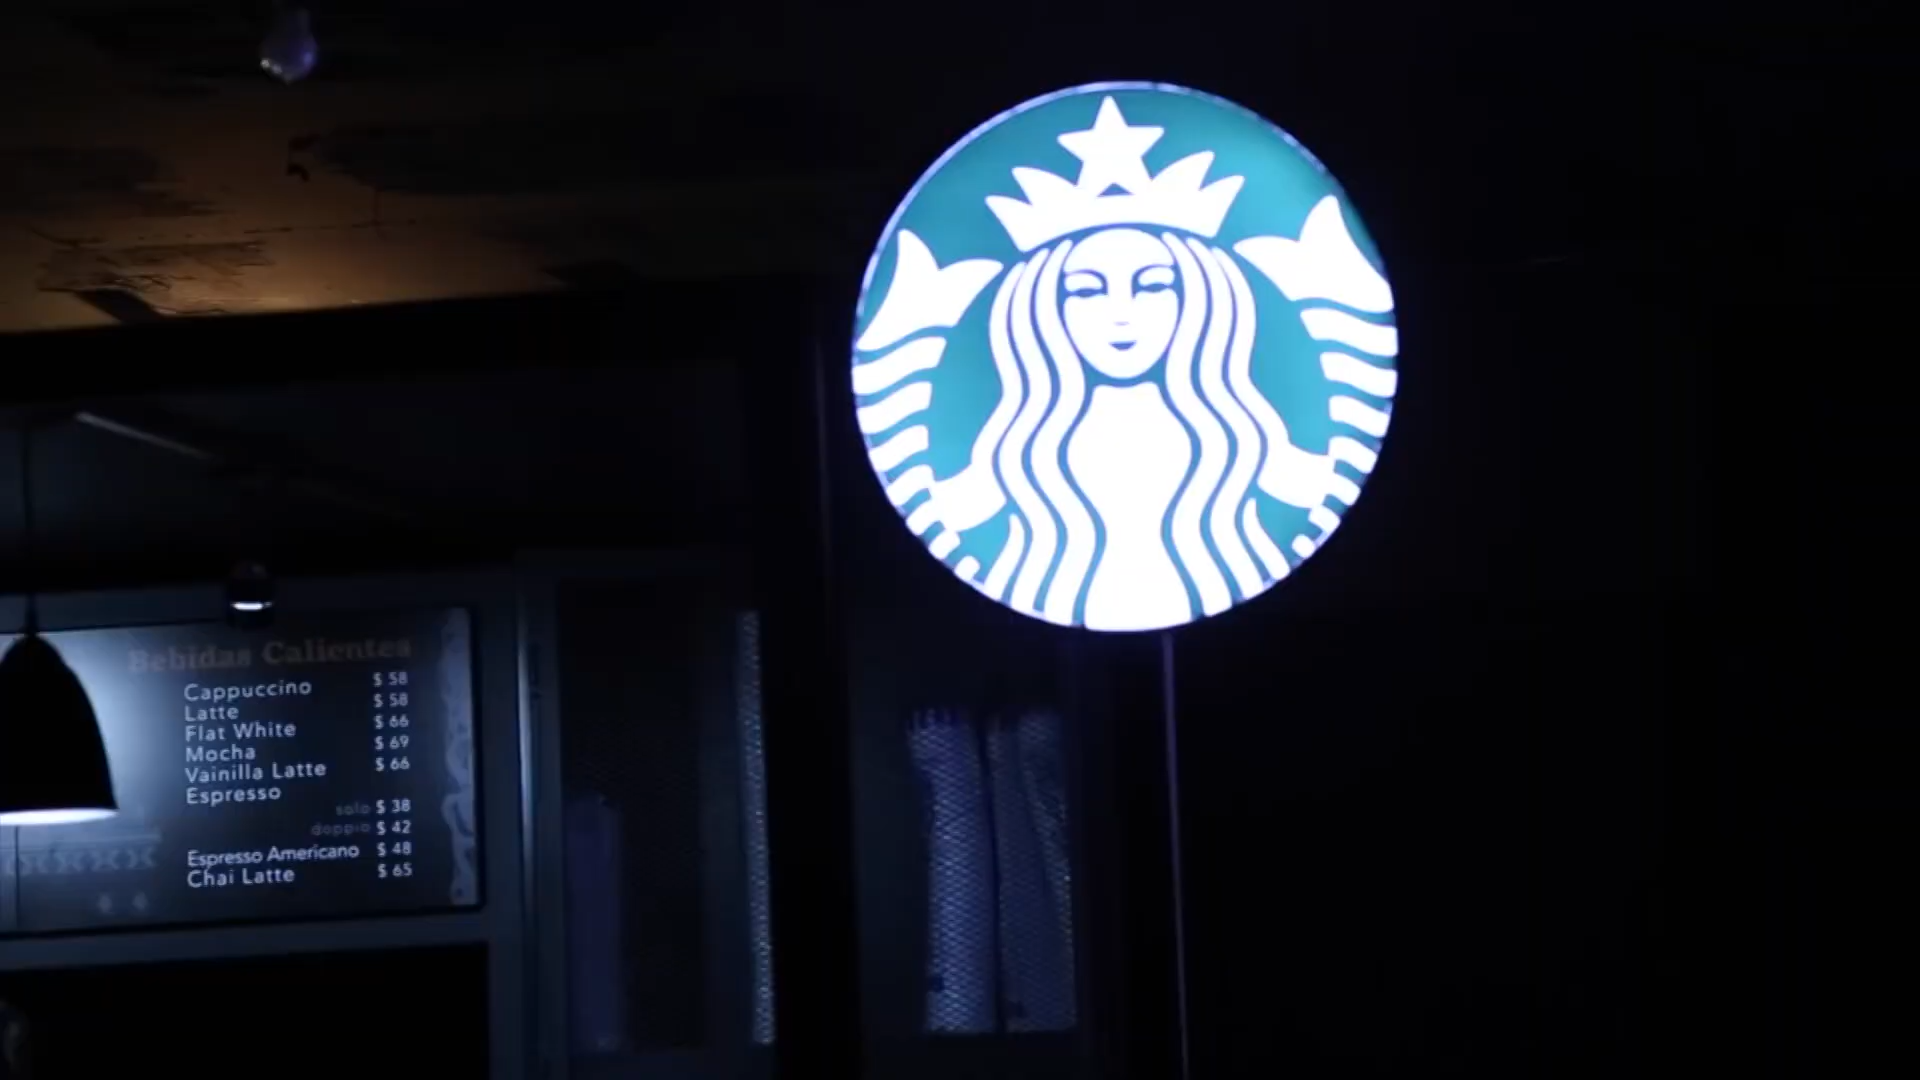 Bebidas Calientes
Cappuccino $ 58
Latte $ 58
Flat White $ 66
Mocha $ 69
Vainilla Latte $ 66
Espresso
solo $ 38
doppio $ 42
Espresso Americano $ 48
Chai Latte $ 65